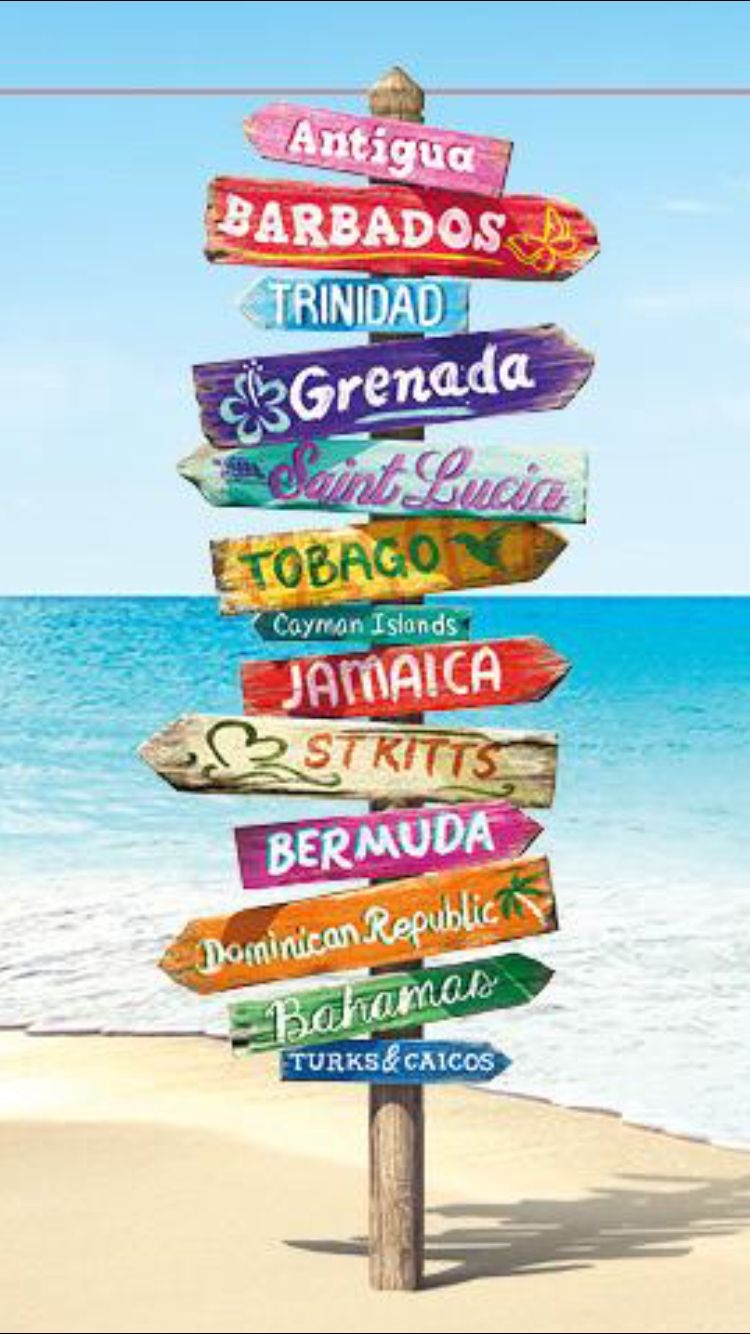 Antigua
BARBADOS
TRINIDAD
Grenada
Saint Lucia
TOBAGO
Cayman Islands
JAMAICA
ST KITTS
BERMUDA
Dominican Republic
Bahamas
TURKS & CAICOS